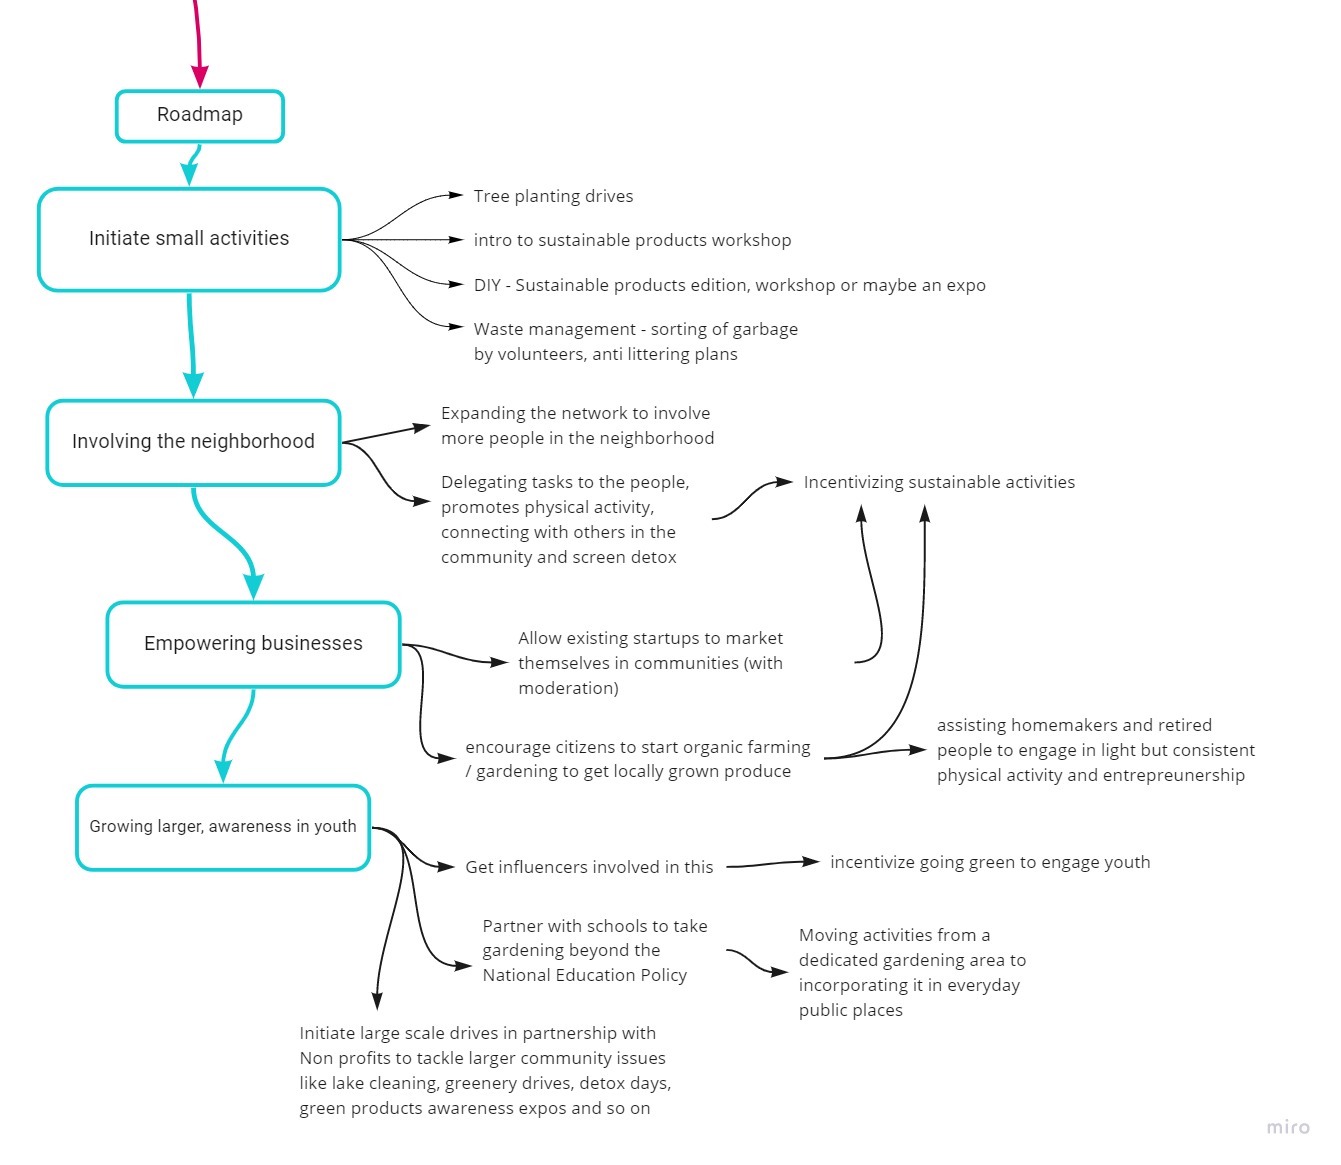 Roadmap
Initiate small activities
Tree planting drives
intro to sustainable products workshop
DIY - Sustainable products edition, workshop or maybe an expo
Waste management - sorting of garbage
by volunteers, anti littering plans
Involving the neighborhood
Expanding the network to involve
more people in the neighborhood
Delegating tasks to the people,
promotes physical activity,
connecting with others in the
community and screen detox
Incentivizing sustainable activities
Empowering businesses
Allow existing startups to market
themselves in communities (with
moderation)
encourage citizens to start organic farming
/ gardening to get locally grown produce
assisting homemakers and retired
people to engage in light but consistent
physical activity and entrepreunership
Growing larger, awareness in youth
Get influencers involved in this
incentivize going green to engage youth
Partner with schools to take
gardening beyond the
National Education Policy
Moving activities from a
dedicated gardening area to
incorporating it in everyday
public places
Initiate large scale drives in partnership with
Non profits to tackle larger community issues
like lake cleaning, greenery drives, detox days,
green products awareness expos and so on
miro